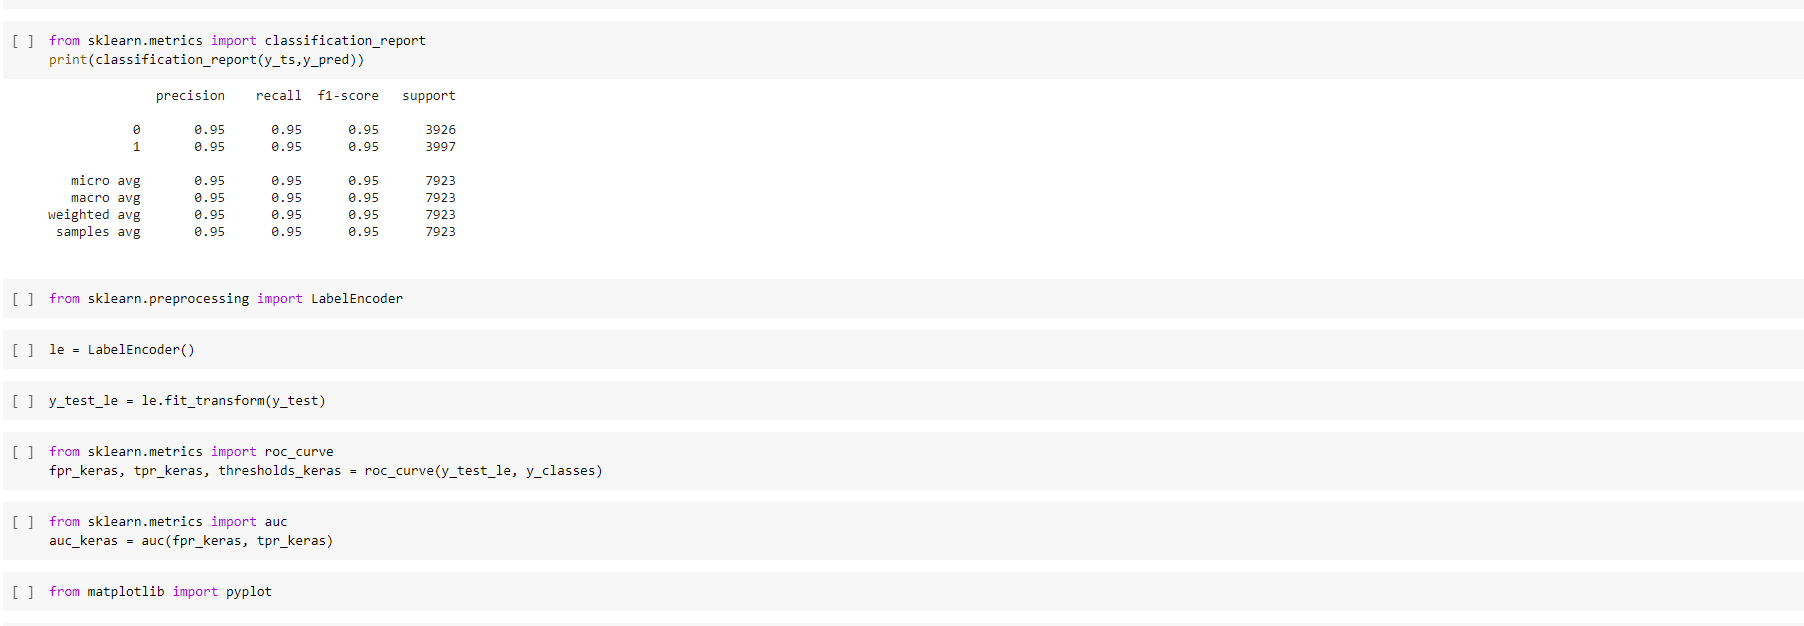 [ ] from sklearn.metrics import classification_report
print(classification_report(y_ts,y_pred))
precision recall f1-score support
0 0.95 0.95 0.95 3926
1 0.95 0.95 0.95 3997
micro avg 0.95 0.95 0.95 7923
macro avg 0.95 0.95 0.95 7923
weighted avg 0.95 0.95 0.95 7923
samples avg 0.95 0.95 0.95 7923
[ ] from sklearn.preprocessing import LabelEncoder
[ ] le = LabelEncoder()
[ ] y_test_le = le.fit_transform(y_test)
[ ] from sklearn.metrics import roc_curve
fpr_keras, tpr_keras, thresholds_keras = roc_curve(y_test_le, y_classes)
[ ] from sklearn.metrics import auc
auc_keras = auc(fpr_keras, tpr_keras)
[ ] from matplotlib import pyplot